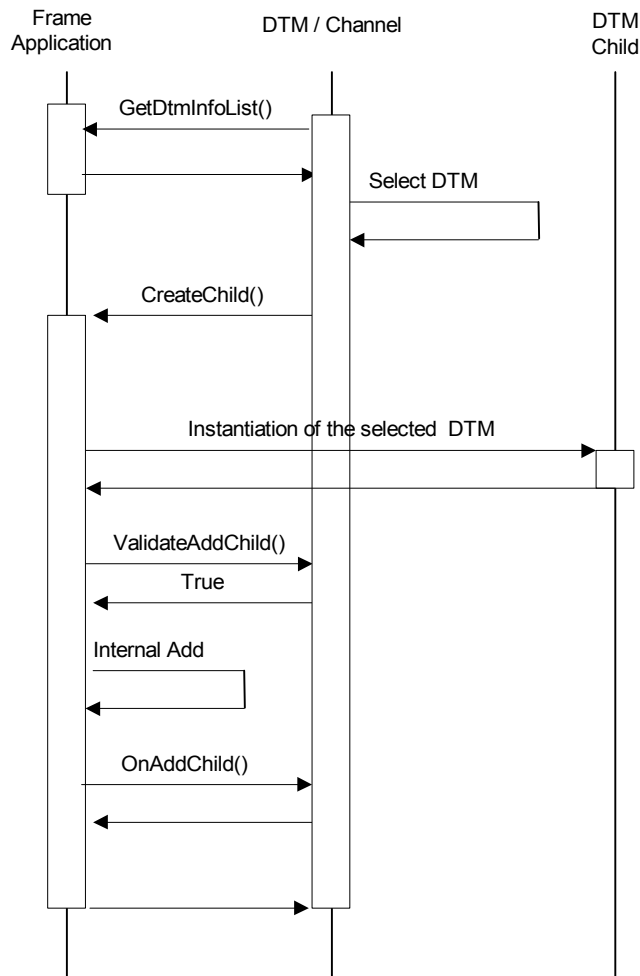 Frame
Application
DTM / Channel
DTM
Child
GetDtmInfoList()
Select DTM
CreateChild()
Instantiation of the selected DTM
ValidateAddChild()
True
Internal Add
OnAddChild()